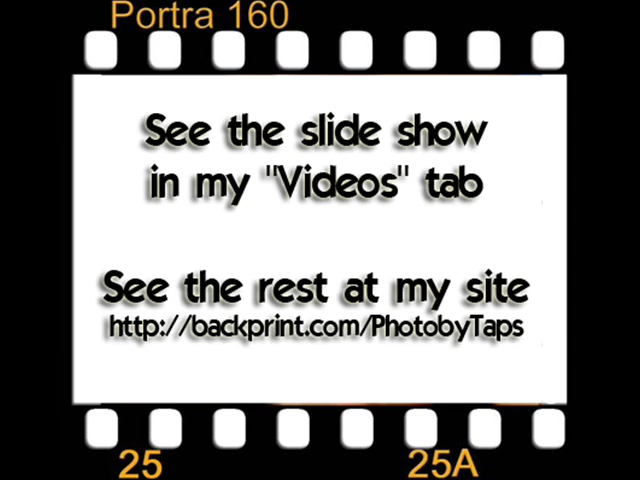 Portra 160
See the slide show
in my "Videos" tab
See the rest at my site
http://backprint.com/PhotobyTaps
25 25A